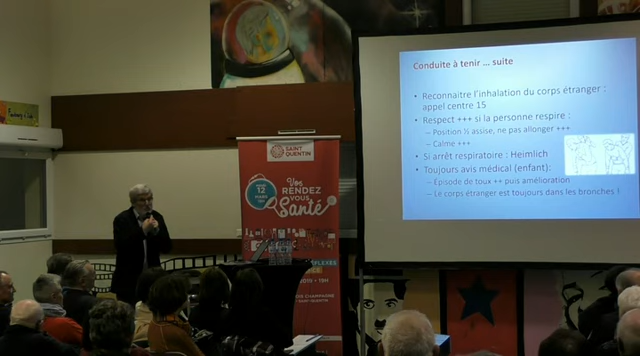 Conduite à tenir ... suite
• Reconnaitre l'inhalation du corps étranger :
appel centre 15
• Respect +++ si la personne respire :
– Position ½ assise, ne pas allonger +++
– Calme +++
• Si arrêt respiratoire : Heimlich
• Toujours avis médical (enfant):
– Épisode de toux ++ puis amélioration
– Le corps étranger est toujours dans les bronches !
SAINT
QUENTIN
12
MARS
Vos
RENDEZ
VOUS
Santé